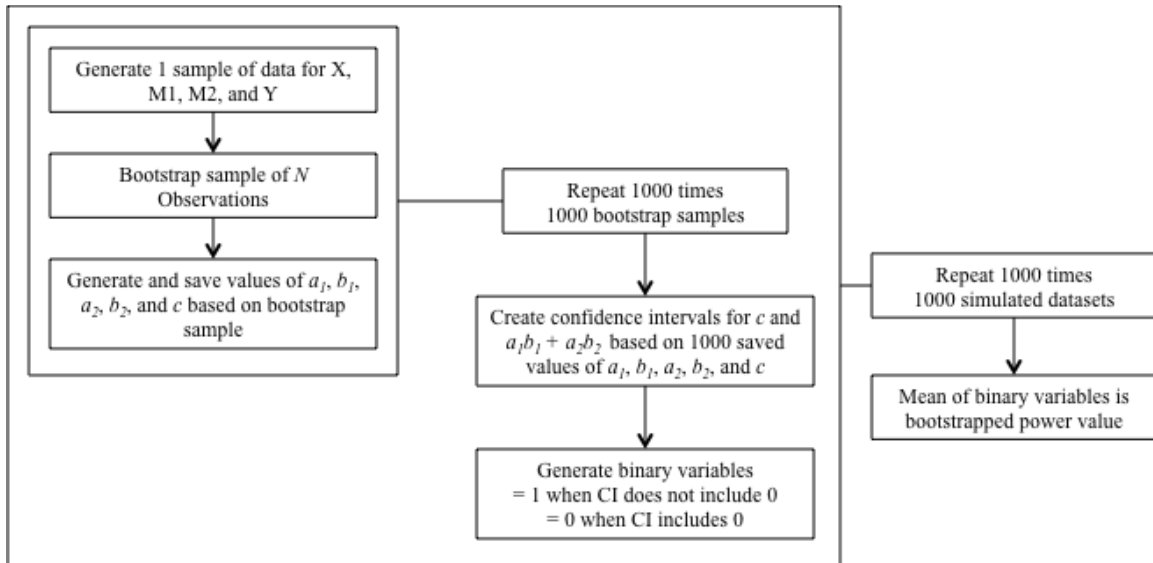 Generate 1 sample of data for X,
M1, M2, and Y
Bootstrap sample of N
Observations
Generate and save values of a₁, b₁,
a₂, b₂, and c based on bootstrap
sample
Repeat 1000 times
1000 bootstrap samples
Create confidence intervals for c and
a₁b₁ + a₂b₂ based on 1000 saved
values of a₁, b₁, a₂, b₂, and c
Generate binary variables
= 1 when CI does not include 0
= 0 when CI includes 0
Repeat 1000 times
1000 simulated datasets
Mean of binary variables is
bootstrapped power value